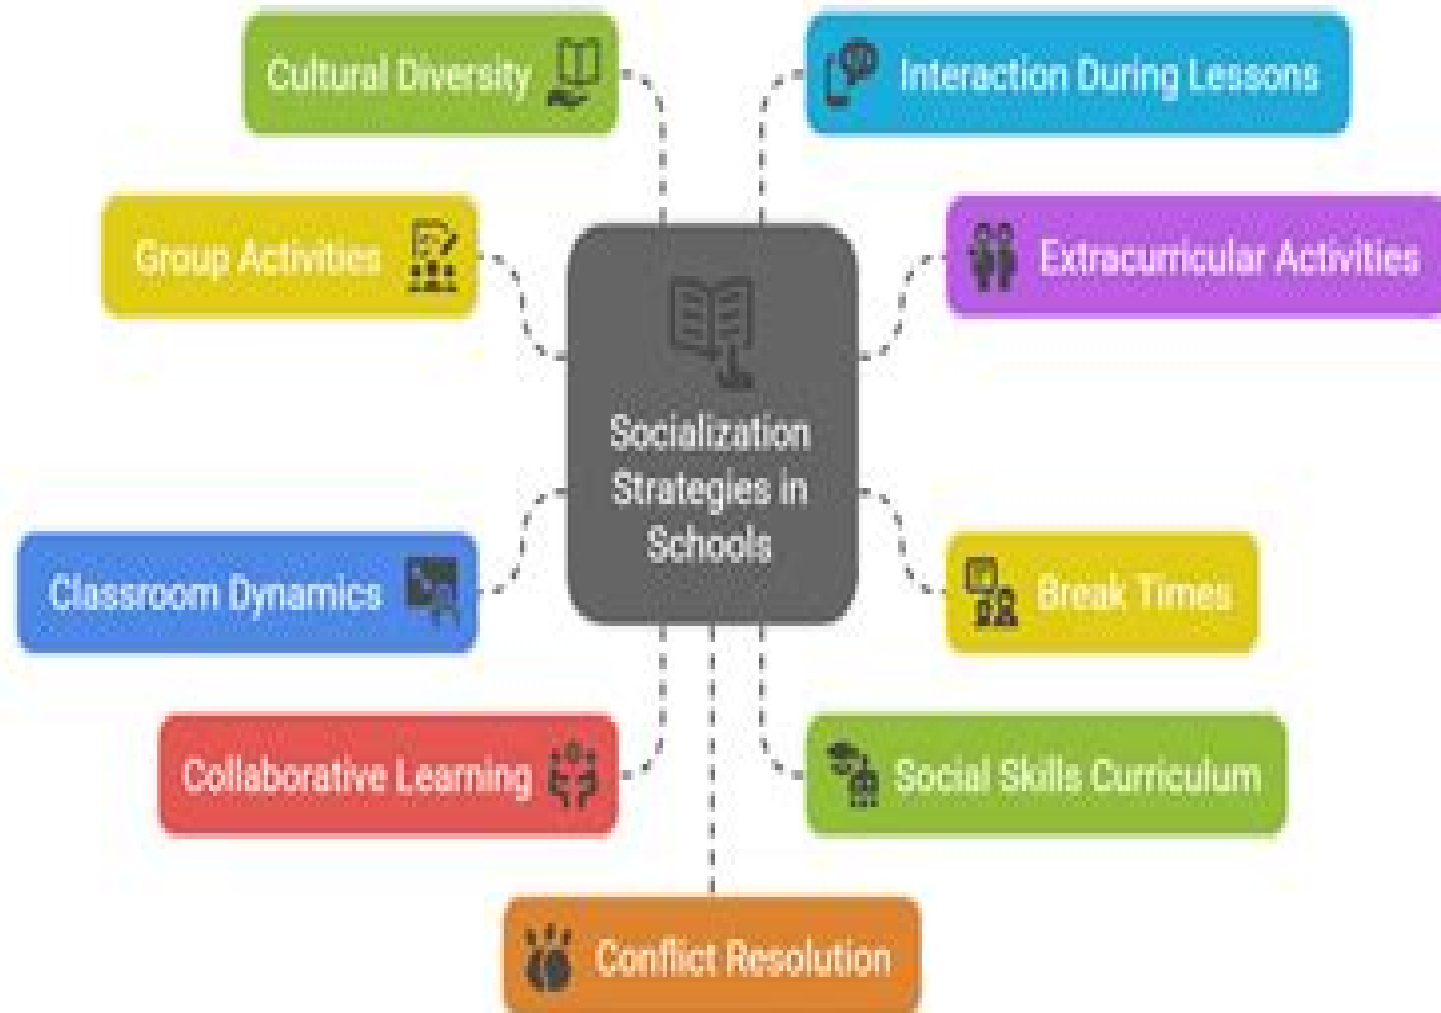 Cultural Diversity
Interaction During Lessons
Group Activities
Extracurricular Activities
Socialization
Strategies in
Schools
Classroom Dynamics
Break Times
Collaborative Learning
Social Skills Curriculum
Conflict Resolution